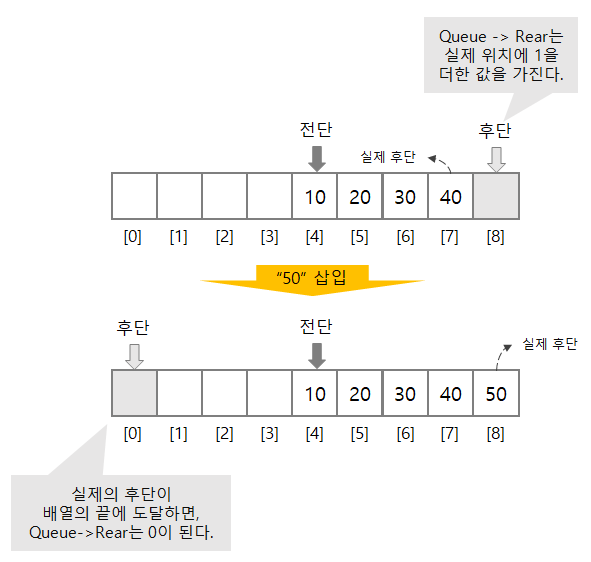 Queue -> Rear는
실제 위치에 1을
더한 값을 가진다.
전단
실제 후단
후단
10 20 30 40
[0] [1] [2] [3] [4] [5] [6] [7] [8]
“50” 삽입
후단
전단
실제 후단
10 20 30 40 50
[0] [1] [2] [3] [4] [5] [6] [7] [8]
실제의 후단이
배열의 끝에 도달하면,
Queue->Rear는 0이 된다.